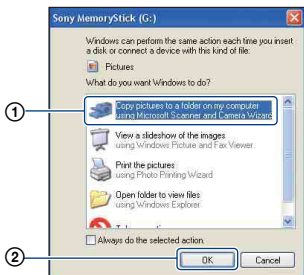 Sony MemoryStick (G:)
Windows can perform the same action each time you insert
a disk or connect a device with this kind of file:
Pictures
What do you want Windows to do?
① Copy pictures to a folder on my computer
using Microsoft Scanner and Camera Wizard
View a slideshow of the images
using Windows Picture and Fax Viewer
Print the pictures
using Photo Printing Wizard
Open folder to view files
using Windows Explorer
Always do the selected action.
② OK Cancel